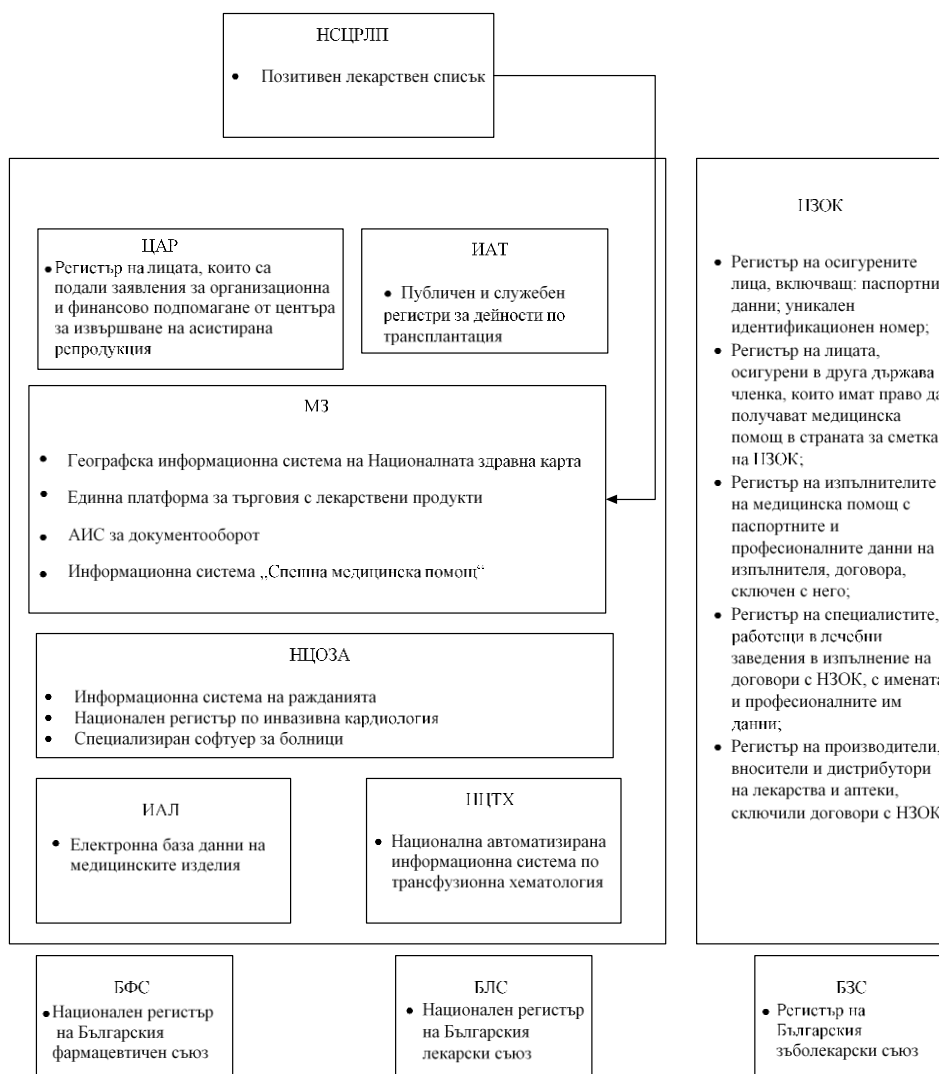 НСЦРЛП
• Позитивен лекарствен списък
ЦАР
• Регистър на лицата, които са
подали заявления за организационна
и финансово подпомагане от центъра
за извършване на асистирана
репродукция
ИАТ
• Публичен и служебен
регистри за дейности по
трансплантация
МЗ
• Географска информационна система на Националната здравна карта
• Единна платформа за търговия с лекарствени продукти
• АИС за документооборот
• Информационна система „Спешна медицинска помощ“
НЦОЗА
• Информационна система на ражданията
• Национален регистър по инвазивна кардиология
• Специализиран софтуер за болници
ИАЛ
• Електронна база данни на
медицинските изделия
НЦТХ
• Национална автоматизирана
информационна система по
трансфузионна хематология
НЗОК
• Регистър на осигурените
лица, включващ: паспортни
данни; уникален
идентификационен номер;
• Регистър на лицата,
осигурени в друга държава
членка, които имат право да
получават медицинска
помощ в страната за сметка
на НЗОК;
• Регистър на изпълнителите
на медицинска помощ с
паспортните и
професионалните данни на
изпълнителя, договора,
сключен с него;
• Регистър на специалистите,
работещи в лечебни
заведения в изпълнение на
договори с НЗОК, с имената
и професионалните им
данни;
• Регистър на производители,
вносители и дистрибутори
на лекарства и аптеки,
сключили договори с НЗОК
БФС
• Национален регистър
на Българския
фармацевтичен съюз
БЛС
• Национален регистър
на Българския
лекарски съюз
БЗС
• Регистър на
Българския
зъболекарски съюз